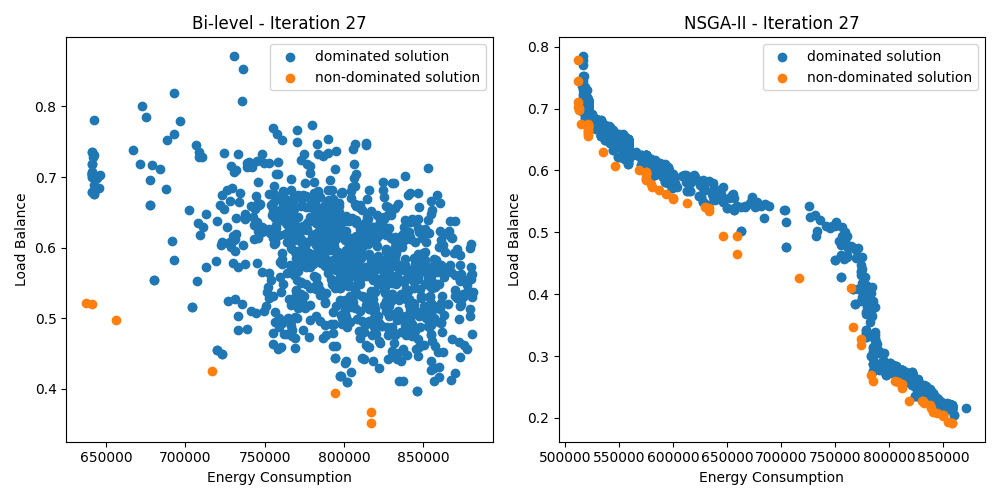 Bi-level - Iteration 27
dominated solution
non-dominated solution
0.8
0.7
0.6
0.5
0.4
Load Balance
650000 700000 750000 800000 850000
Energy Consumption
NSGA-II - Iteration 27
dominated solution
non-dominated solution
0.8
0.7
0.6
0.5
0.4
0.3
0.2
Load Balance
500000 550000 600000 650000 700000 750000 800000 850000
Energy Consumption